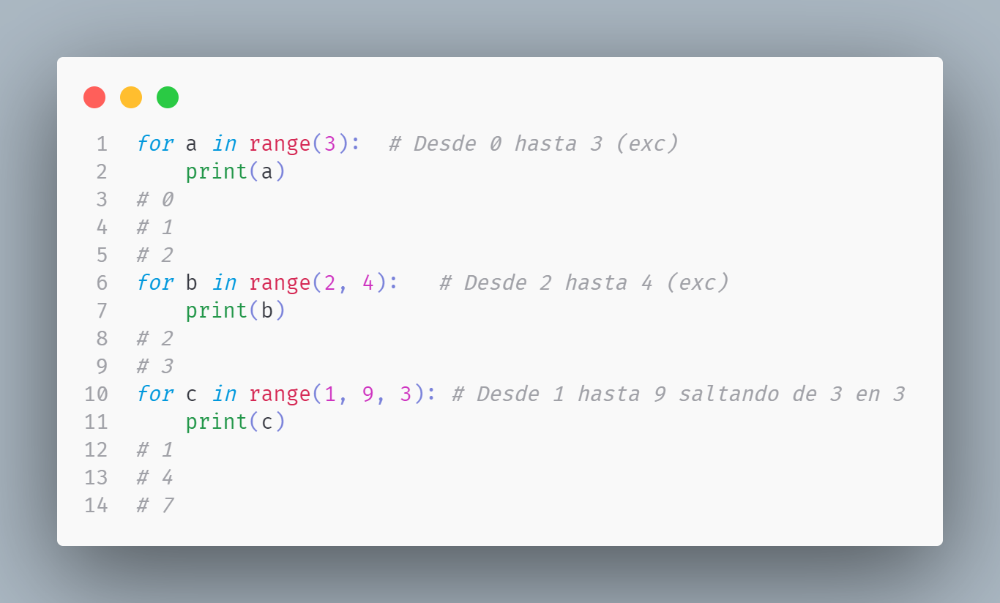 1 for a in range(3):  # Desde 0 hasta 3 (exc)
2     print(a)
3 # 0
4 # 1
5 # 2
6 for b in range(2, 4):   # Desde 2 hasta 4 (exc)
7     print(b)
8 # 2
9 # 3
10 for c in range(1, 9, 3): # Desde 1 hasta 9 saltando de 3 en 3
11     print(c)
12 # 1
13 # 4
14 # 7